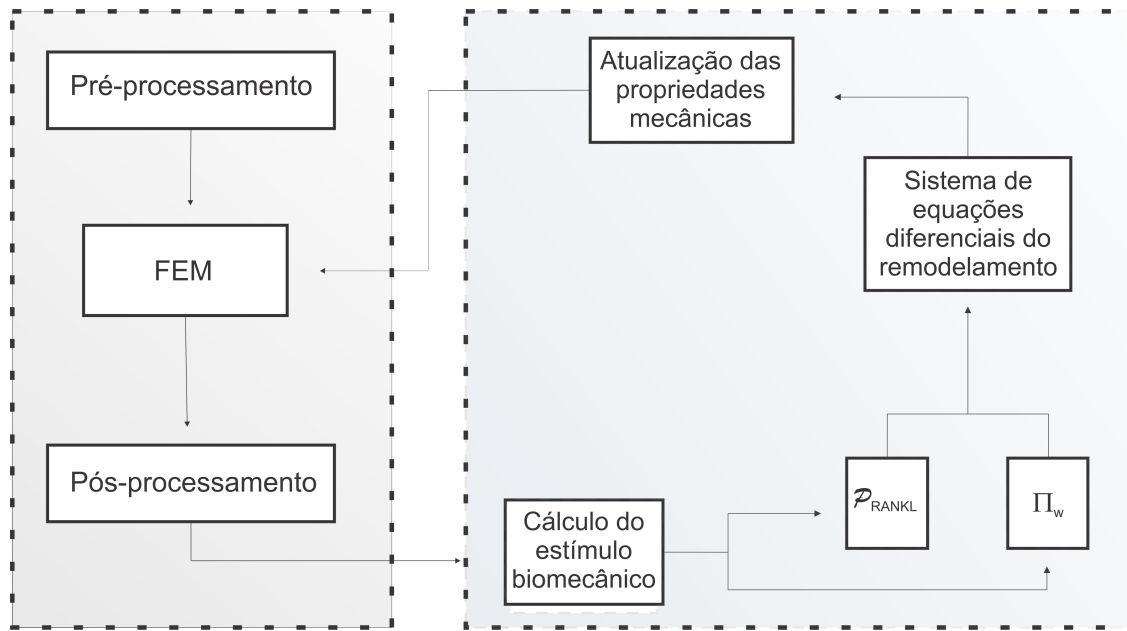 Pré-processamento
FEM
Pós-processamento
Atualização das
propriedades
mecânicas
Sistema de
equações
diferenciais do
remodelamento
Cálculo do
estímulo
biomecânico
𝒫RANKL
Πw